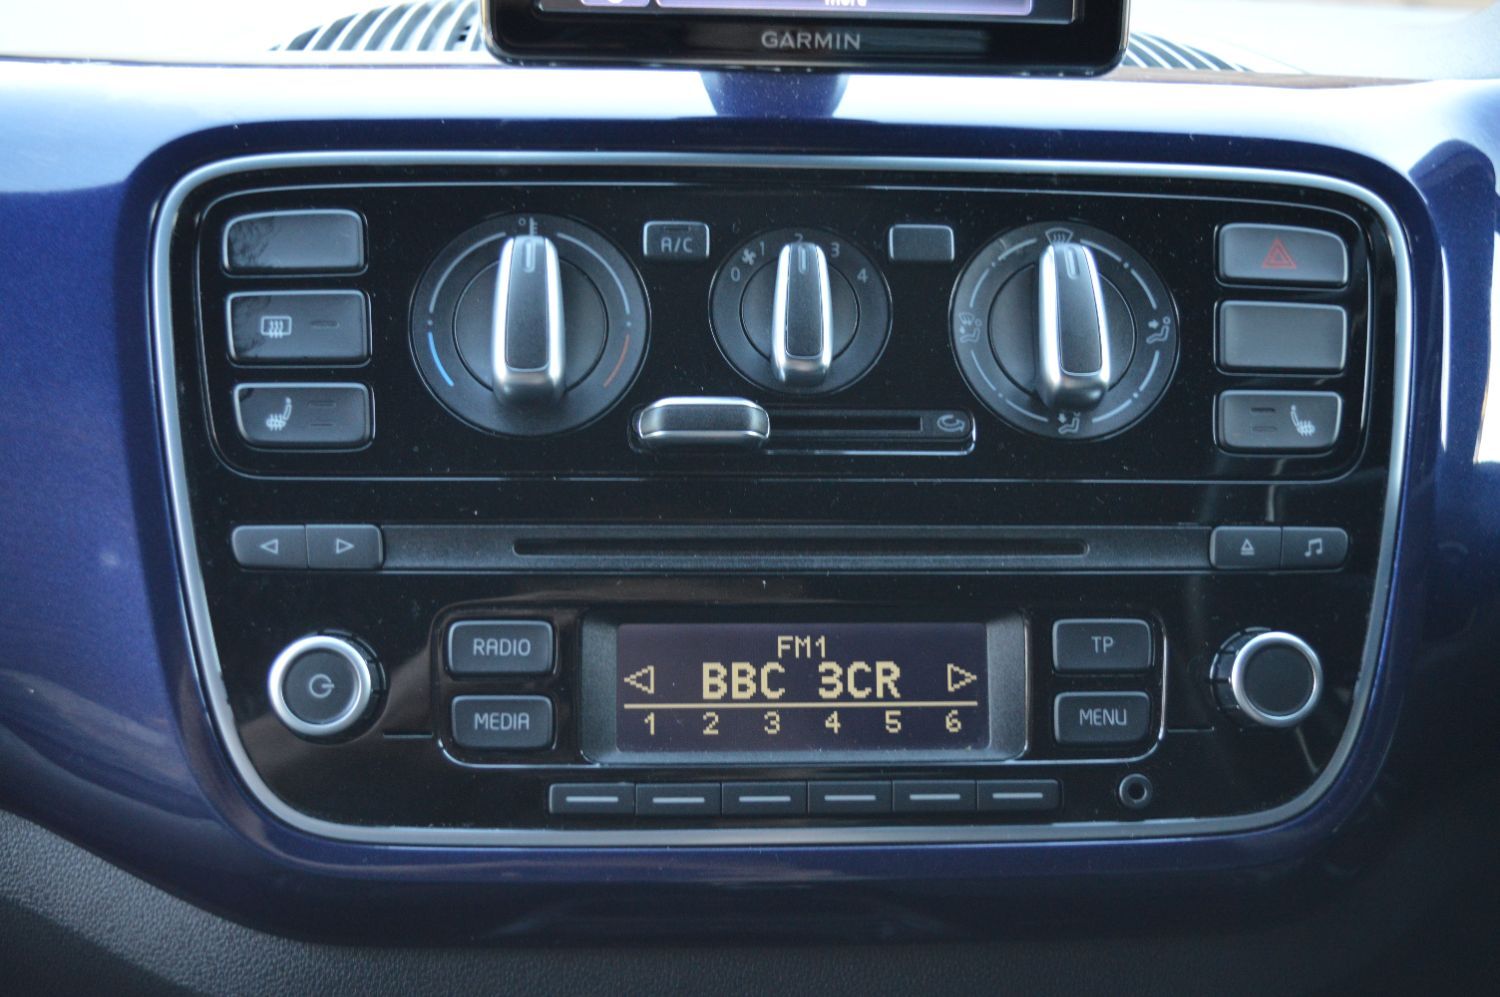 more
GARMIN
A/C
0 1 2 3 4
RADIO
FM1
TP
BBC 3CR
MEDIA
1 2 3 4 5 6
MENU